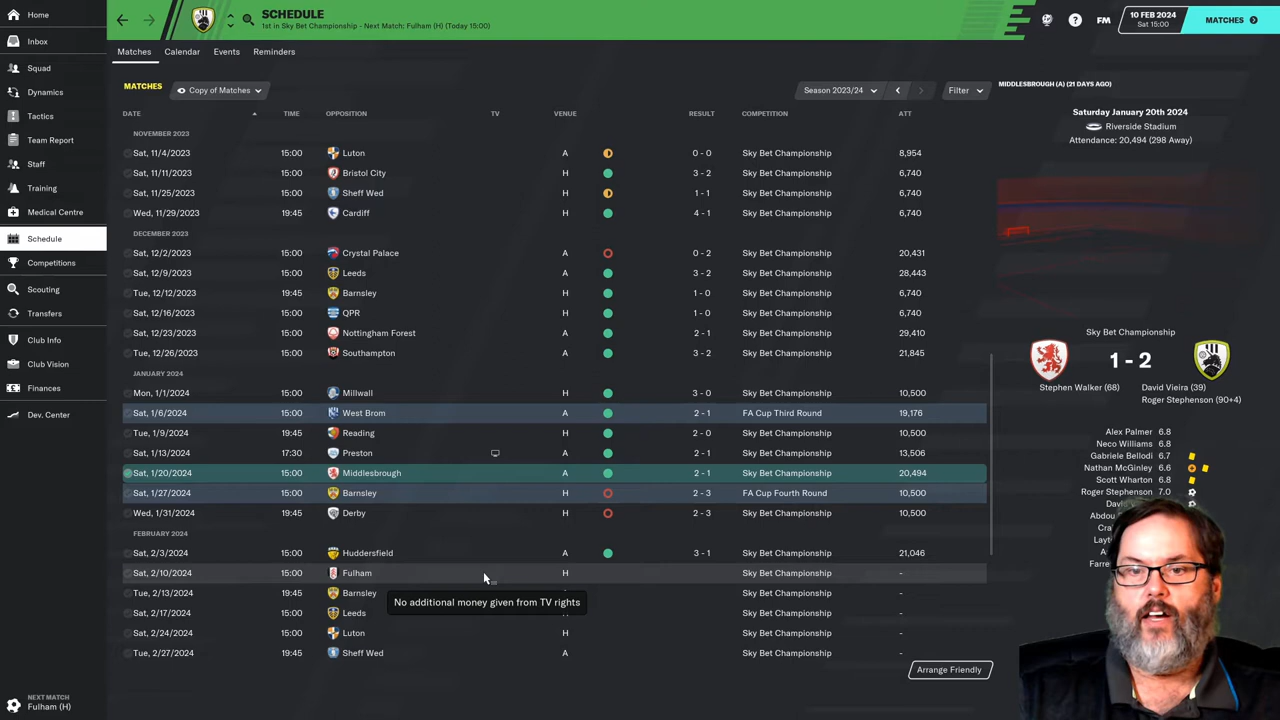 Home
Inbox
Squad
Dynamics
Tactics
Team Report
Staff
Training
Medical Centre
Schedule
Competitions
Scouting
Transfers
Club Info
Club Vision
Finances
Dev. Center
NEXT MATCH
Fulham (H)
SCHEDULE
1st in Sky Bet Championship - Next Match: Fulham (H) (Today 15:00)
? FM
10 FEB 2024
Sat 15:00
MATCHES
Matches Calendar Events Reminders
MATCHES Copy of Matches Season 2023/24 Filter
DATE TIME OPPOSITION TV VENUE RESULT COMPETITION ATT
NOVEMBER 2023
Sat, 11/4/2023 15:00 Luton A 0 - 0 Sky Bet Championship 8,954
Sat, 11/11/2023 15:00 Bristol City H 3 - 2 Sky Bet Championship 6,740
Sat, 11/25/2023 15:00 Sheff Wed H 1 - 1 Sky Bet Championship 6,740
Wed, 11/29/2023 19:45 Cardiff H 4 - 1 Sky Bet Championship 6,740
DECEMBER 2023
Sat, 12/2/2023 15:00 Crystal Palace A 0 - 2 Sky Bet Championship 20,431
Sat, 12/9/2023 15:00 Leeds A 3 - 2 Sky Bet Championship 28,443
Tue, 12/12/2023 19:45 Barnsley H 1 - 0 Sky Bet Championship 6,740
Sat, 12/16/2023 15:00 QPR H 1 - 0 Sky Bet Championship 6,740
Sat, 12/23/2023 15:00 Nottingham Forest A 2 - 1 Sky Bet Championship 29,410
Tue, 12/26/2023 15:00 Southampton A 3 - 2 Sky Bet Championship 21,845
JANUARY 2024
Mon, 1/1/2024 15:00 Millwall H 3 - 0 Sky Bet Championship 10,500
Sat, 1/6/2024 15:00 West Brom A 2 - 1 FA Cup Third Round 19,176
Tue, 1/9/2024 19:45 Reading H 2 - 0 Sky Bet Championship 10,500
Sat, 1/13/2024 17:30 Preston A 2 - 1 Sky Bet Championship 13,506
Sat, 1/20/2024 15:00 Middlesbrough A 2 - 1 Sky Bet Championship 20,494
Sat, 1/27/2024 15:00 Barnsley H 2 - 3 FA Cup Fourth Round 10,500
Wed, 1/31/2024 19:45 Derby H 2 - 3 Sky Bet Championship 10,500
FEBRUARY 2024
Sat, 2/3/2024 15:00 Huddersfield A 3 - 1 Sky Bet Championship 21,046
Sat, 2/10/2024 15:00 Fulham H Sky Bet Championship -
Tue, 2/13/2024 19:45 Barnsley Sky Bet Championship -
No additional money given from TV rights
Sat, 2/17/2024 15:00 Leeds Sky Bet Championship -
Sat, 2/24/2024 15:00 Luton H Sky Bet Championship -
Tue, 2/27/2024 19:45 Sheff Wed A Sky Bet Championship -
Arrange Friendly
MIDDLESBROUGH (A) (21 DAYS AGO)
Saturday January 20th 2024
Riverside Stadium
Attendance: 20,494 (298 Away)
Sky Bet Championship
1 - 2
Stephen Walker (68) David Vieira (39)
Roger Stephenson (90+4)
Alex Palmer 6.8
Neco Williams 6.8
Gabriele Bellodi 6.7
Nathan McGinley 6.6
Scott Wharton 6.8
Roger Stephenson 7.0